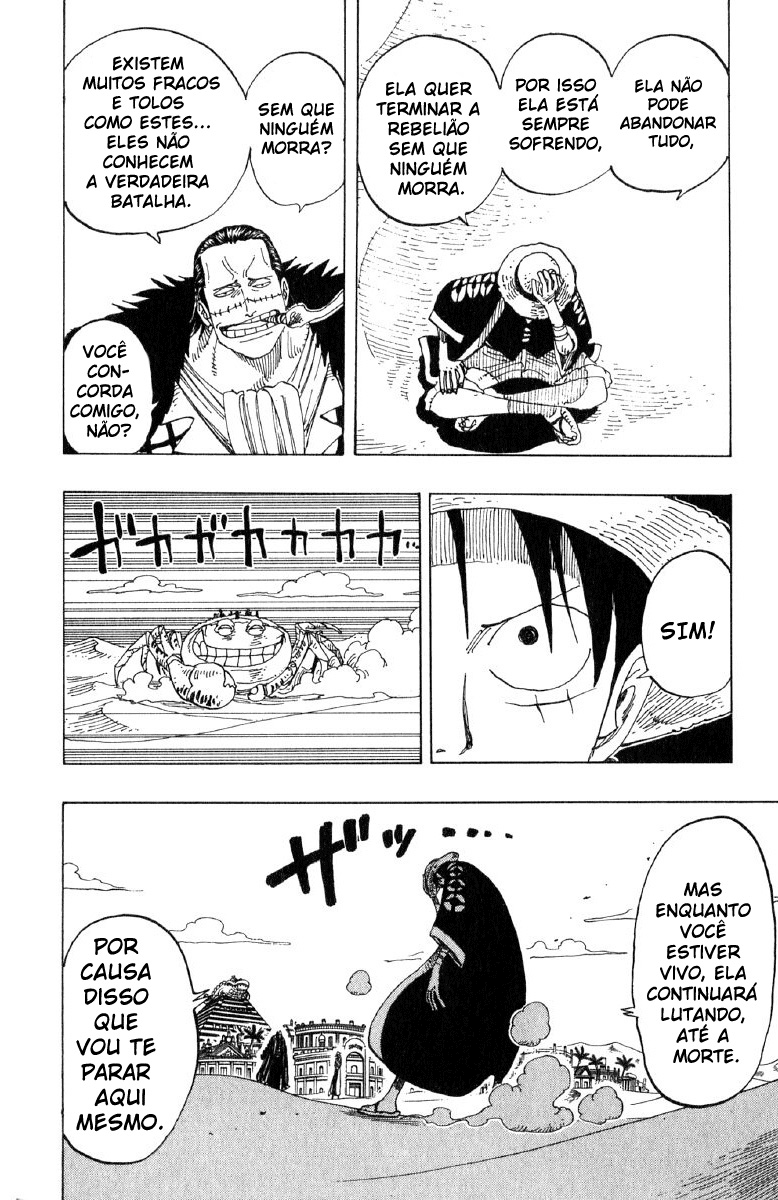 ELA NÃO
PODE
ABANDONAR
TUDO,
POR ISSO
ELA ESTÁ
SEMPRE
SOFRENDO,
ELA QUER
TERMINAR A
REBELIÃO
SEM QUE
NINGUÉM
MORRA.
SEM QUE
NINGUÉM
MORRA?
EXISTEM
MUITOS FRACOS
E TOLOS
COMO ESTES...
ELES NÃO
CONHECEM
A VERDADEIRA
BATALHA.
VOCÊ
CON-
CORDA
COMIGO,
NÃO?
SIM!
ガカガカカカカ...
MAS
ENQUANTO
VOCÊ
ESTIVER
VIVO, ELA
CONTINUARÁ
LUTANDO,
ATÉ A
MORTE.
ザッ....
POR
CAUSA
DISSO
QUE
VOU TE
PARAR
AQUI
MESMO.